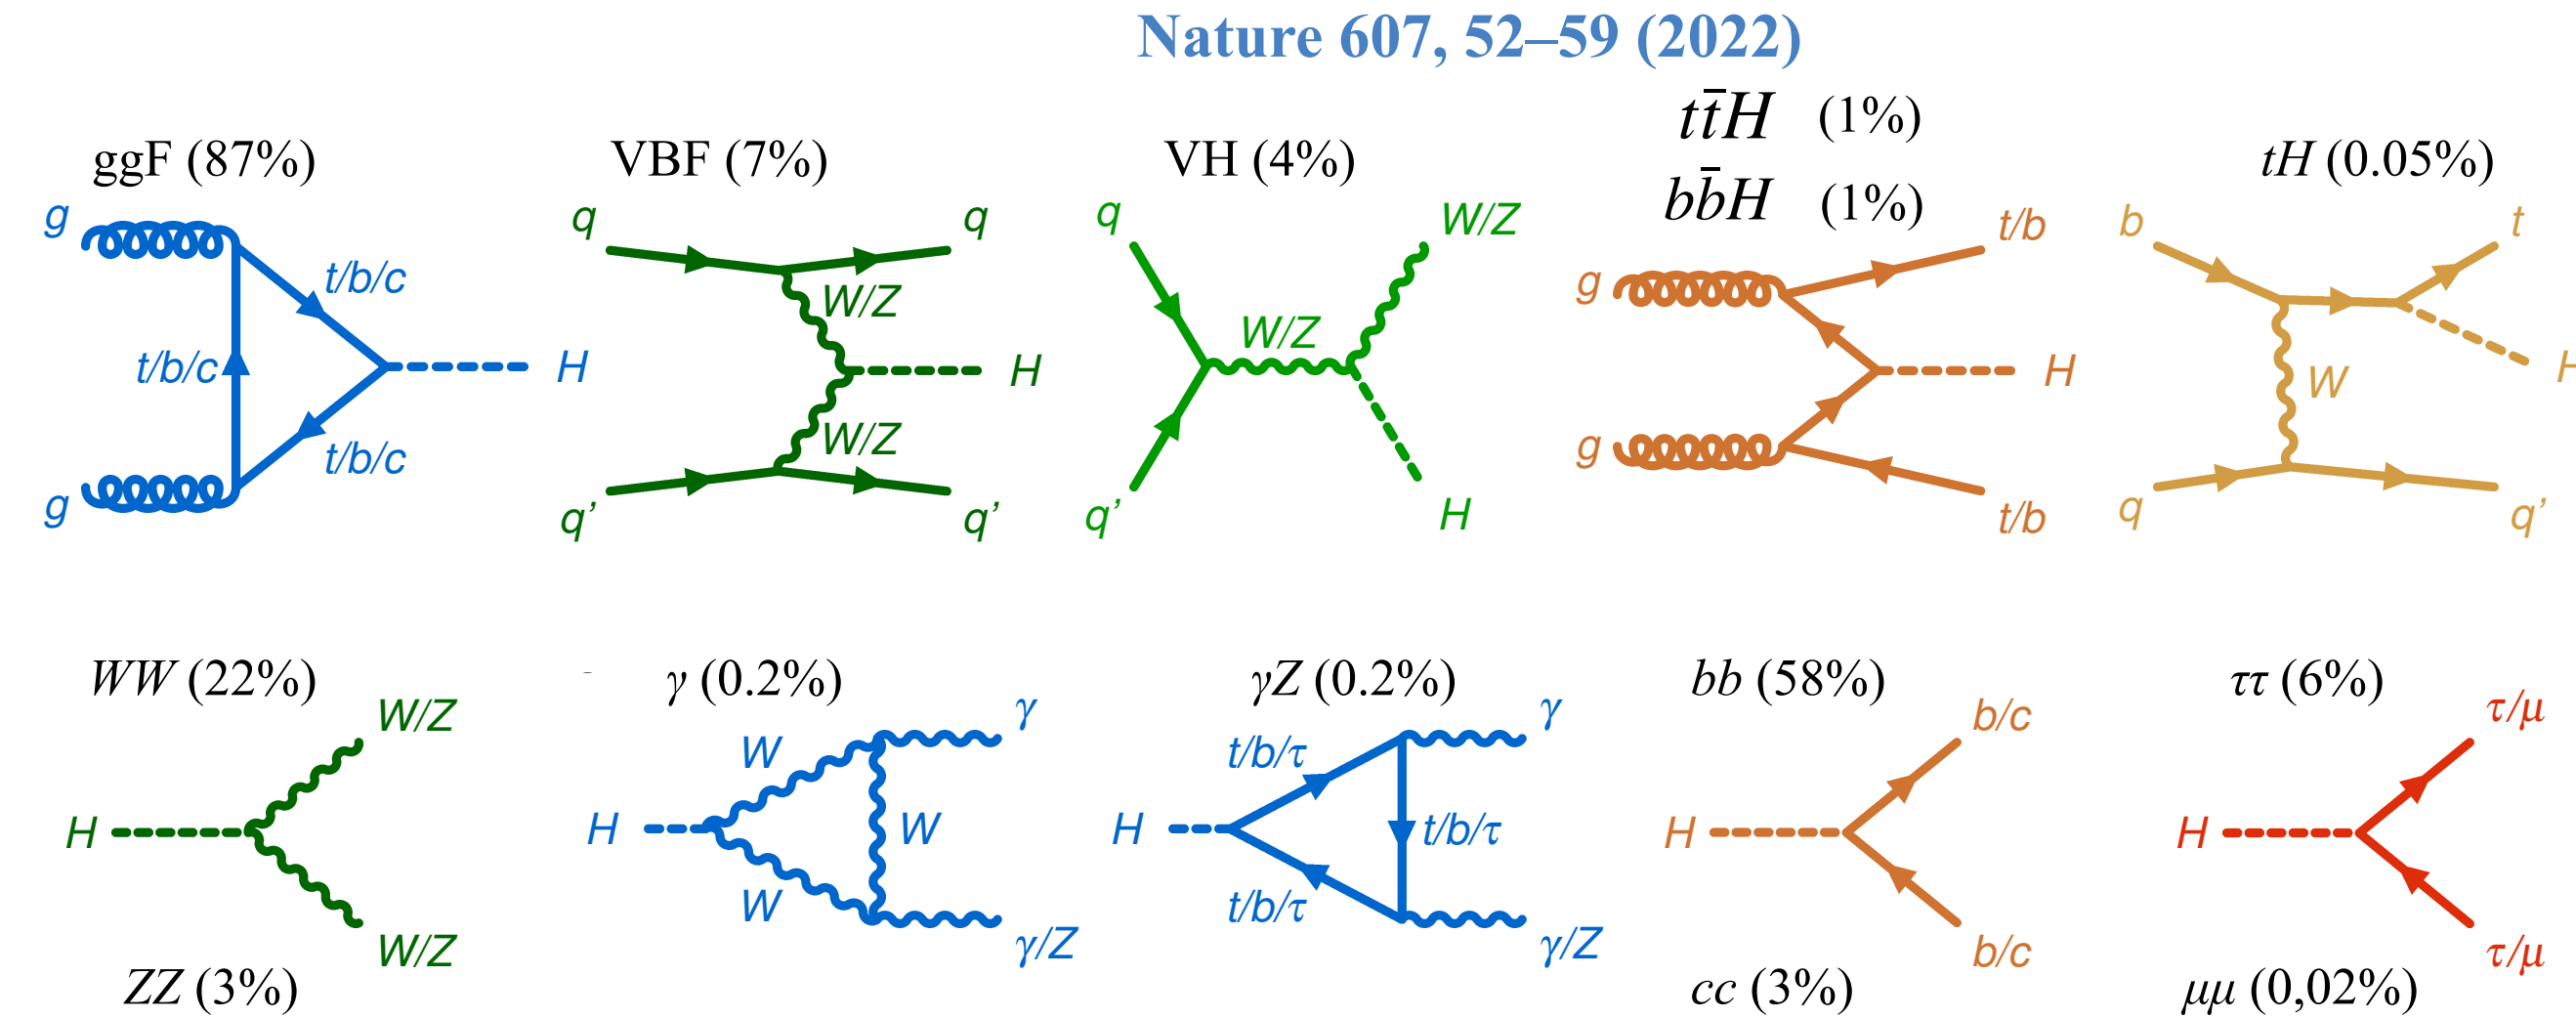 Nature 607, 52–59 (2022)
ggF (87%)
VBF (7%)
VH (4%)
tt̄H (1%)
bb̄H (1%)
tH (0.05%)
g
t/b/c
t/b/c
H
t/b/c
g
q
q
W/Z
H
W/Z
q'
q'
q
W/Z
W/Z
q'
H
g
t/b
H
g
t/b
b
t
H
W
q
q'
WW (22%)
W/Z
H
W/Z
ZZ (3%)
γ (0.2%)
γ
W
H
W
W
γ/Z
γZ (0.2%)
γ
t/b/τ
H
t/b/τ
t/b/τ
γ/Z
bb (58%)
b/c
H
b/c
cc (3%)
ττ (6%)
τ/μ
H
τ/μ
μμ (0,02%)